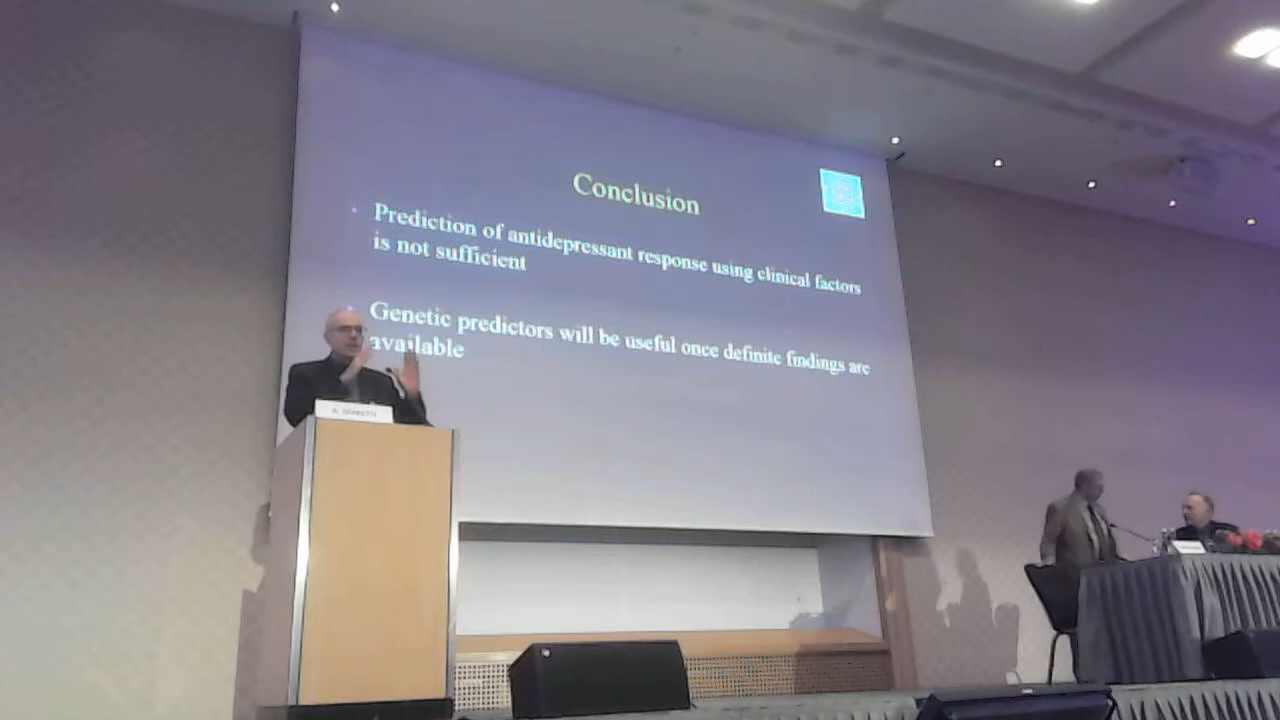 Conclusion
Prediction of antidepressant response using clinical factors
is not sufficient
Genetic predictors will be useful once definite findings are
available